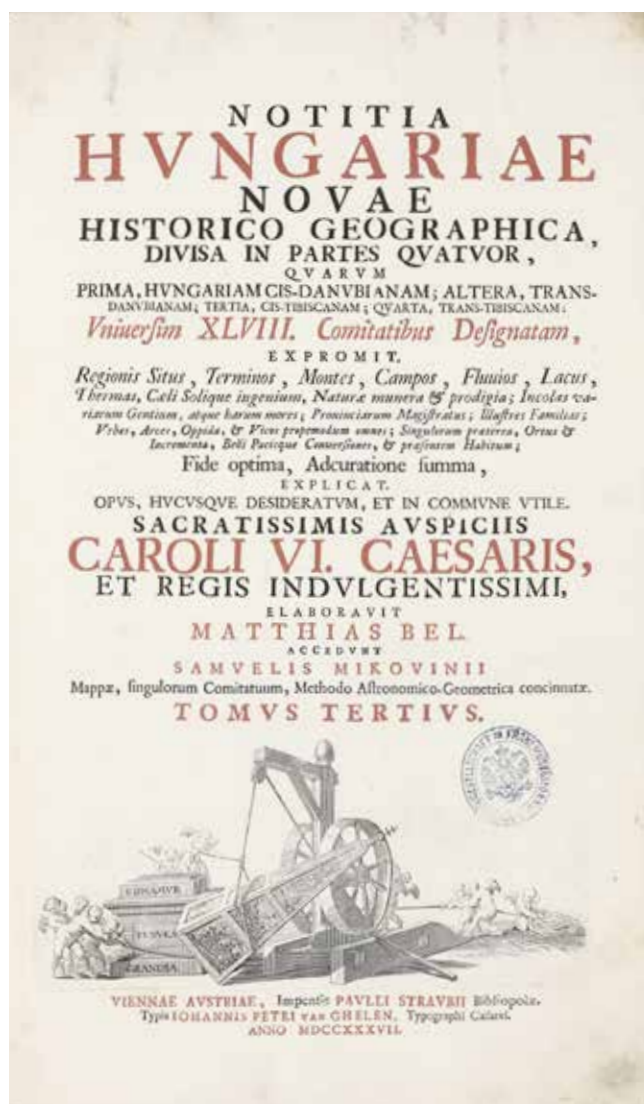 NOTITIA
HVNGARIAE
NOVAE
HISTORICO GEOGRAPHICA,
DIVISA IN PARTES QVATVOR,
QVARVM
PRIMA, HVNGARIAM CIS-DANVBIANAM; ALTERA, TRANS-
DANVBIANAM; TERTIA, CIS-TIBISCANAM; QVARTA, TRANS-TIBISCANAM:
Vniuerſim XLVIII. Comitatibus Deſignatam,
EXPROMIT.
Regionis Situs, Terminos, Montes, Campos, Fluuios, Lacus,
Thermas, Cæli Solique ingenium, Naturæ munera & prodigia; Incolas va-
riarum Gentium, atque harum mores; Prouinciarum Magiſtratus; Illuſtres Familias;
Vrbes, Arces, Oppida, & Vicos propemodum omnes; Singulorum præterea, Ortus &
Incrementa, Belli Pacisque Conuerſiones, & præſentem Habitum;
Fide optima, Adcuratione ſumma,
EXPLICAT.
OPVS, HVCVSQVE DESIDERATVM, ET IN COMMVNE VTILE.
SACRATISSIMIS AVSPICIIS
CAROLI VI. CAESARIS,
ET REGIS INDVLGENTISSIMI,
ELABORAVIT
MATTHIAS BEL.
ACCEDVNT
SAMVELIS MIKOVINII
Mappæ, ſingulorum Comitatuum, Methodo Aſtronomico-Geometrica concinnatæ.
TOMVS TERTIVS.
VIENNAE AVSTRIAE, Impenſis PAVLLI STRAVBII Bibliopolæ.
Typis IOHANNIS PETRI VAN GHELEN, Typographi Cæſarei.
ANNO MDCCXXXVII.